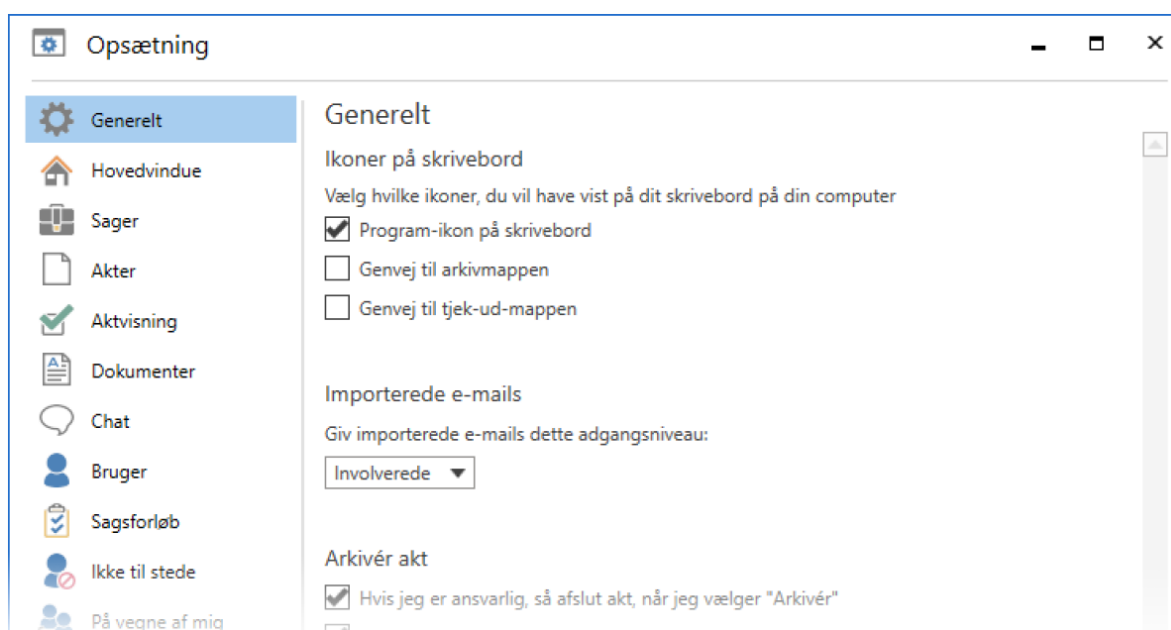 Opsætning
Generelt
Hovedvindue
Sager
Akter
Aktvisning
Dokumenter
Chat
Bruger
Sagsforløb
Ikke til stede
På vegne af mig
Generelt
Ikoner på skrivebord
Vælg hvilke ikoner, du vil have vist på dit skrivebord på din computer
Program-ikon på skrivebord
Genvej til arkivmappen
Genvej til tjek-ud-mappen
Importerede e-mails
Giv importerede e-mails dette adgangsniveau:
Involverede
Arkivér akt
Hvis jeg er ansvarlig, så afslut akt, når jeg vælger "Arkivér"